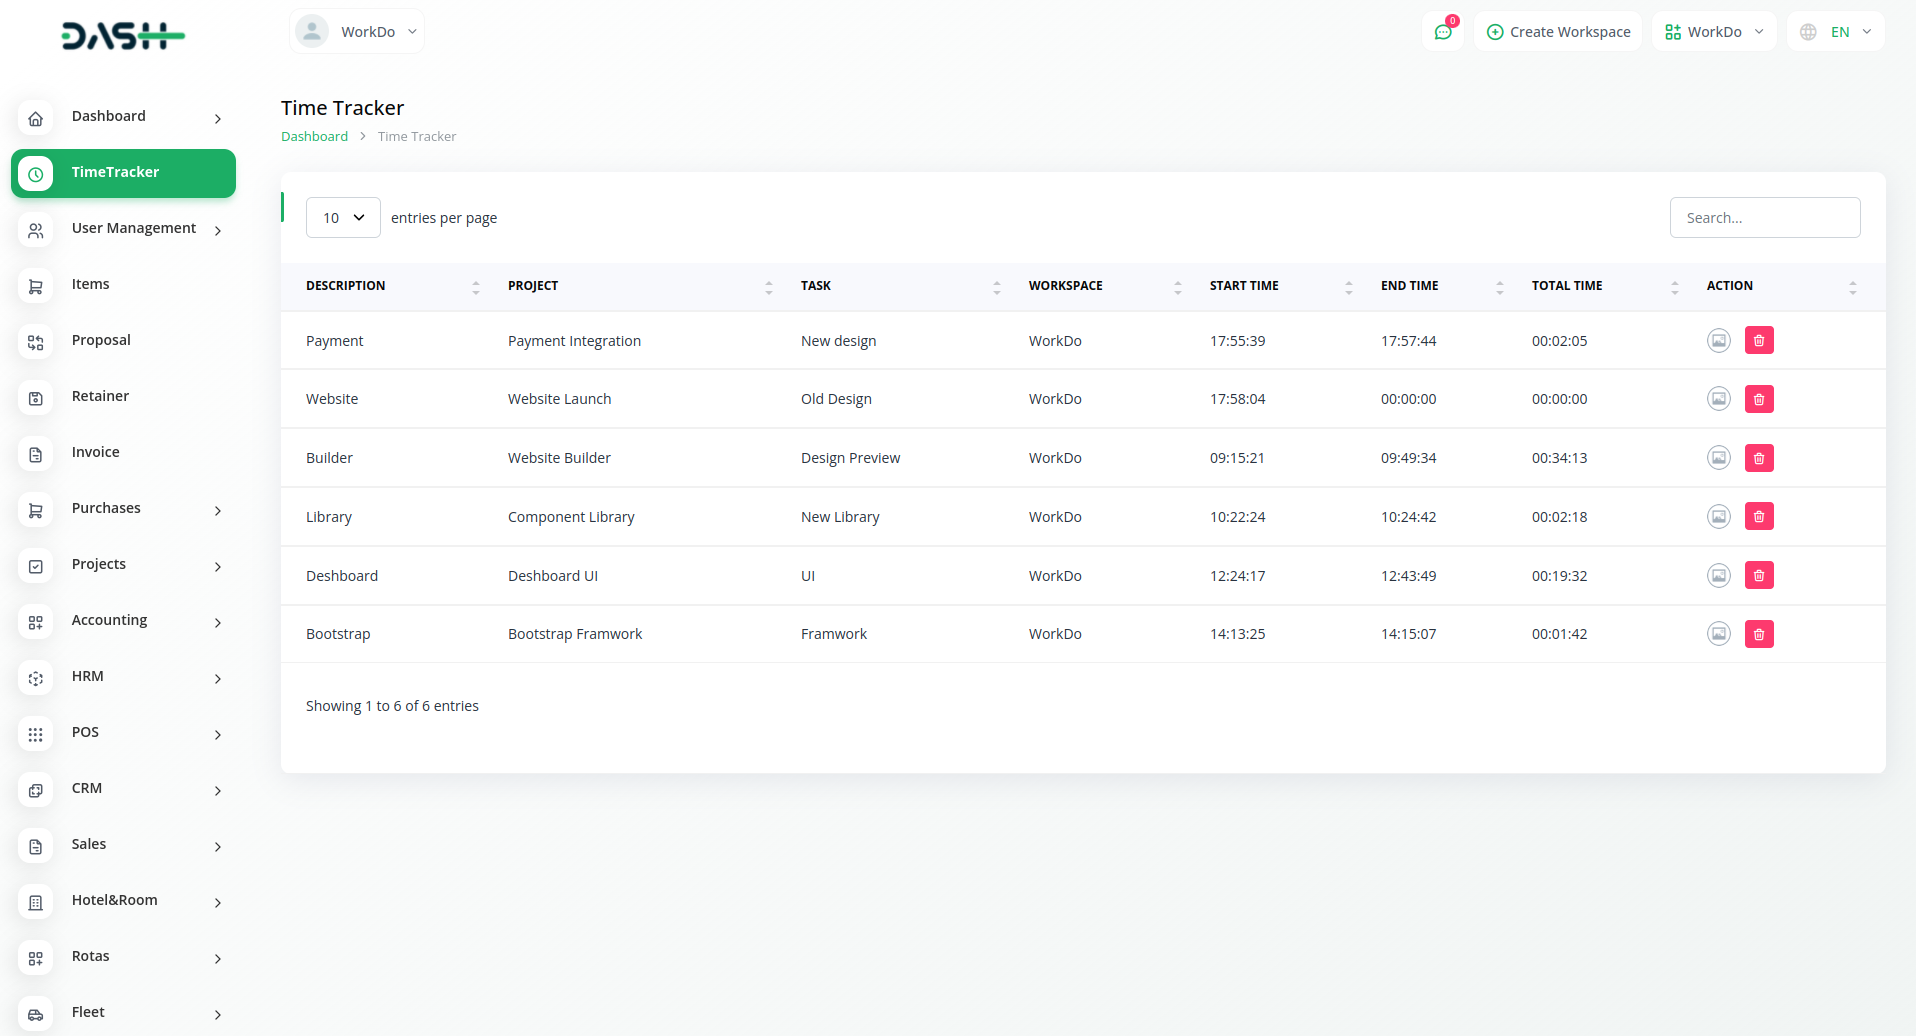 DASH
WorkDo
0
Create Workspace
WorkDo
EN
Dashboard
TimeTracker
User Management
Items
Proposal
Retainer
Invoice
Purchases
Projects
Accounting
HRM
POS
CRM
Sales
Hotel&Room
Rotas
Fleet
Time Tracker
Dashboard > Time Tracker
10 entries per page
Search...
DESCRIPTION PROJECT TASK WORKSPACE START TIME END TIME TOTAL TIME ACTION
Payment Payment Integration New design WorkDo 17:55:39 17:57:44 00:02:05
Website Website Launch Old Design WorkDo 17:58:04 00:00:00 00:00:00
Builder Website Builder Design Preview WorkDo 09:15:21 09:49:34 00:34:13
Library Component Library New Library WorkDo 10:22:24 10:24:42 00:02:18
Deshboard Deshboard UI UI WorkDo 12:24:17 12:43:49 00:19:32
Bootstrap Bootstrap Framwork Framwork WorkDo 14:13:25 14:15:07 00:01:42
Showing 1 to 6 of 6 entries